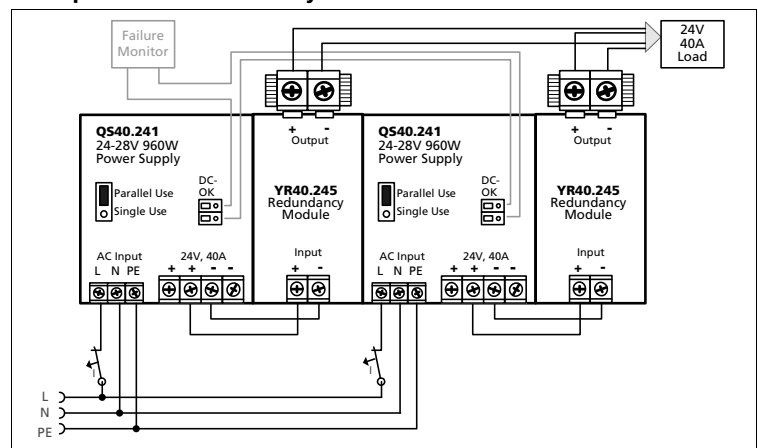 Failure
Monitor
24V
40A
Load
QS40.241
24-28V 960W
Power Supply
Parallel Use
Single Use
DC-
OK
AC Input
L N PE
24V, 40A
+ + - -
+ -
Output
YR40.245
Redundancy
Module
Input
+ -
QS40.241
24-28V 960W
Power Supply
Parallel Use
Single Use
DC-
OK
AC Input
L N PE
24V, 40A
+ + - -
+ -
Output
YR40.245
Redundancy
Module
Input
+ -
I
I
L
N
PE